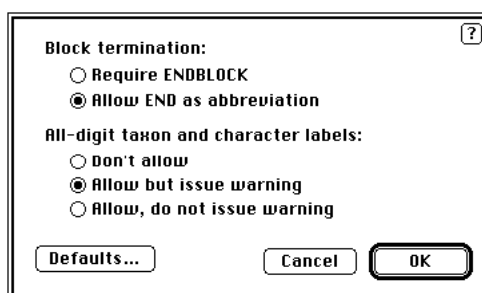 ?
Block termination:
Require ENDBLOCK
Allow END as abbreviation
All-digit taxon and character labels:
Don't allow
Allow but issue warning
Allow, do not issue warning
Defaults... Cancel OK